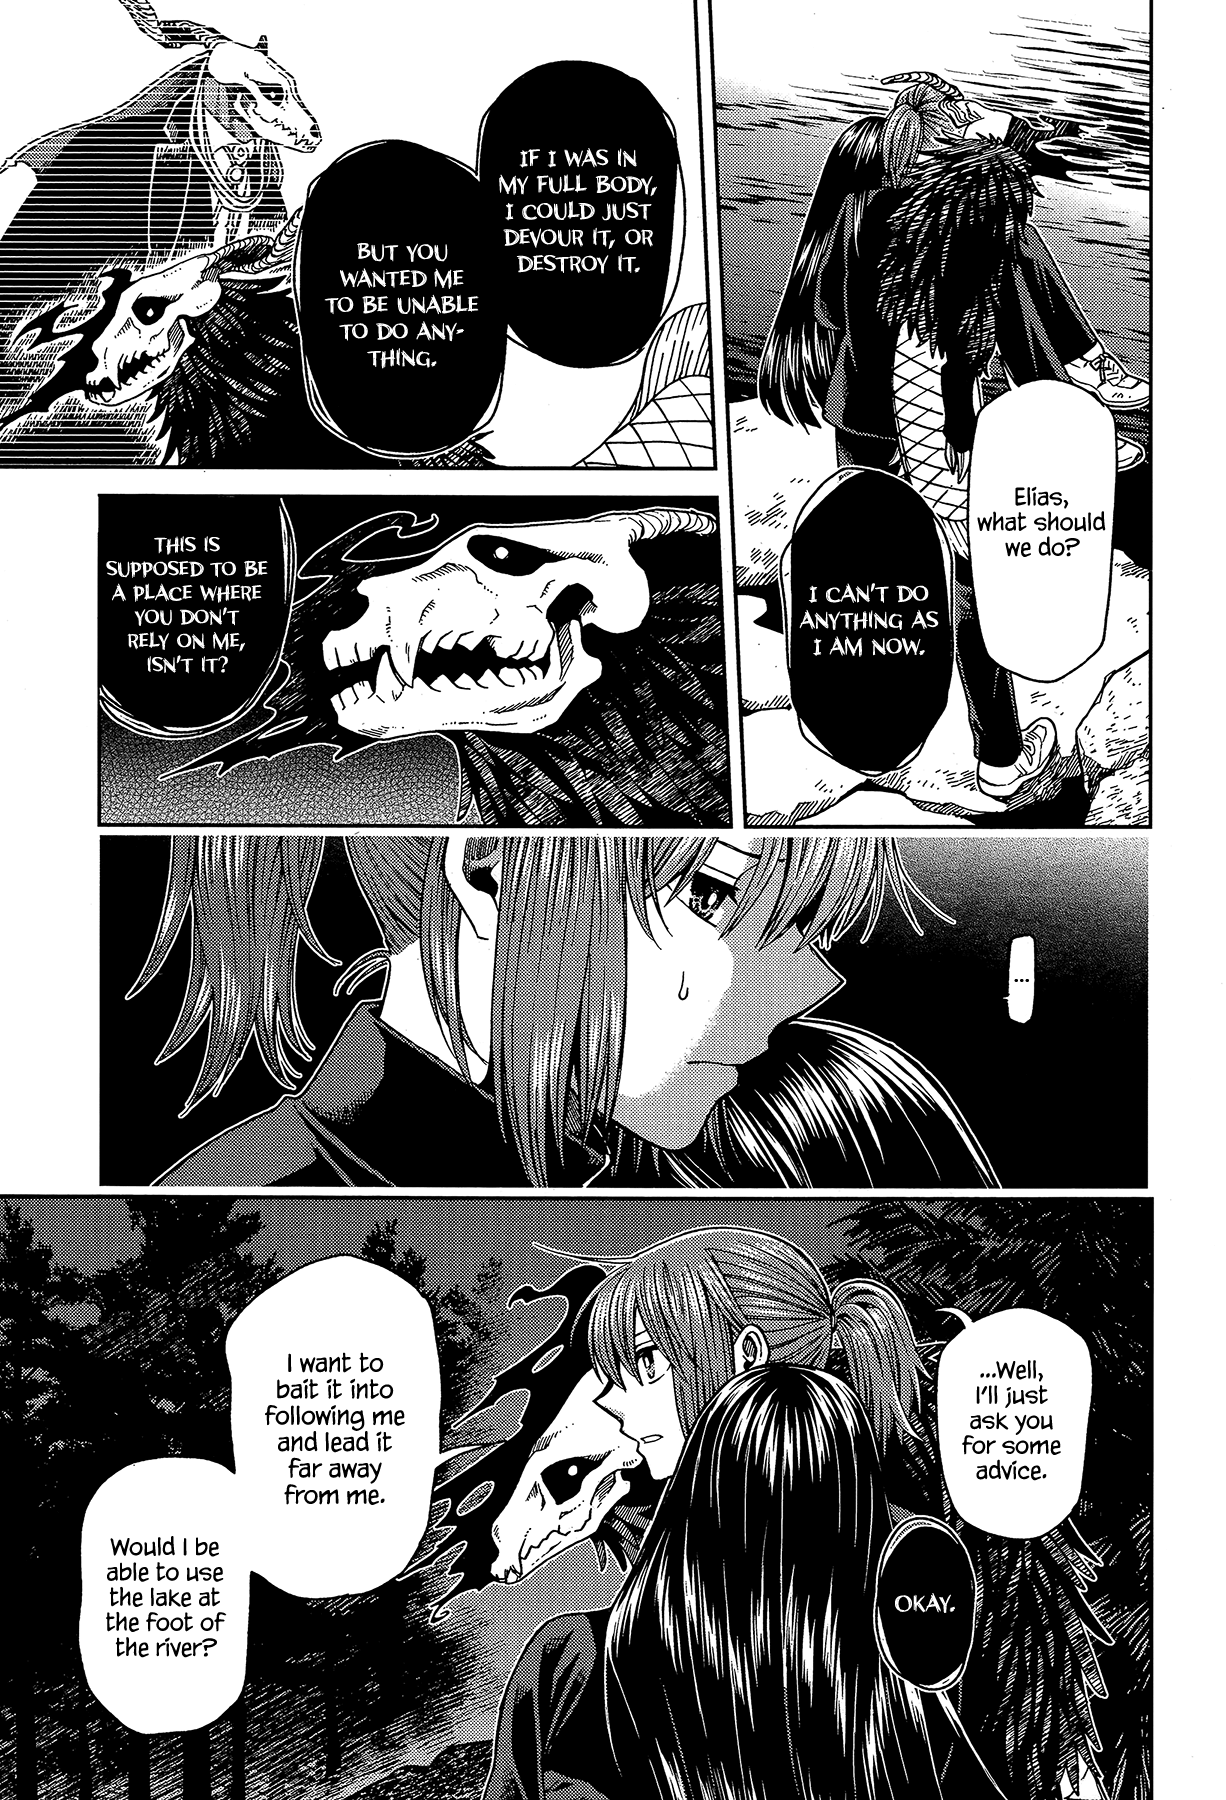 Elias,
what should
we do?
I CAN'T DO
ANYTHING AS
I AM NOW.
IF I WAS IN
MY FULL BODY,
I COULD JUST
DEVOUR IT, OR
DESTROY IT.
BUT YOU
WANTED ME
TO BE UNABLE
TO DO ANY-
THING.
THIS IS
SUPPOSED TO BE
A PLACE WHERE
YOU DON'T
RELY ON ME,
ISN'T IT?
...
...Well,
I'll just
ask you
for some
advice.
OKAY.
I want to
bait it into
following me
and lead it
far away
from me.
Would I be
able to use
the lake at
the foot of
the river?